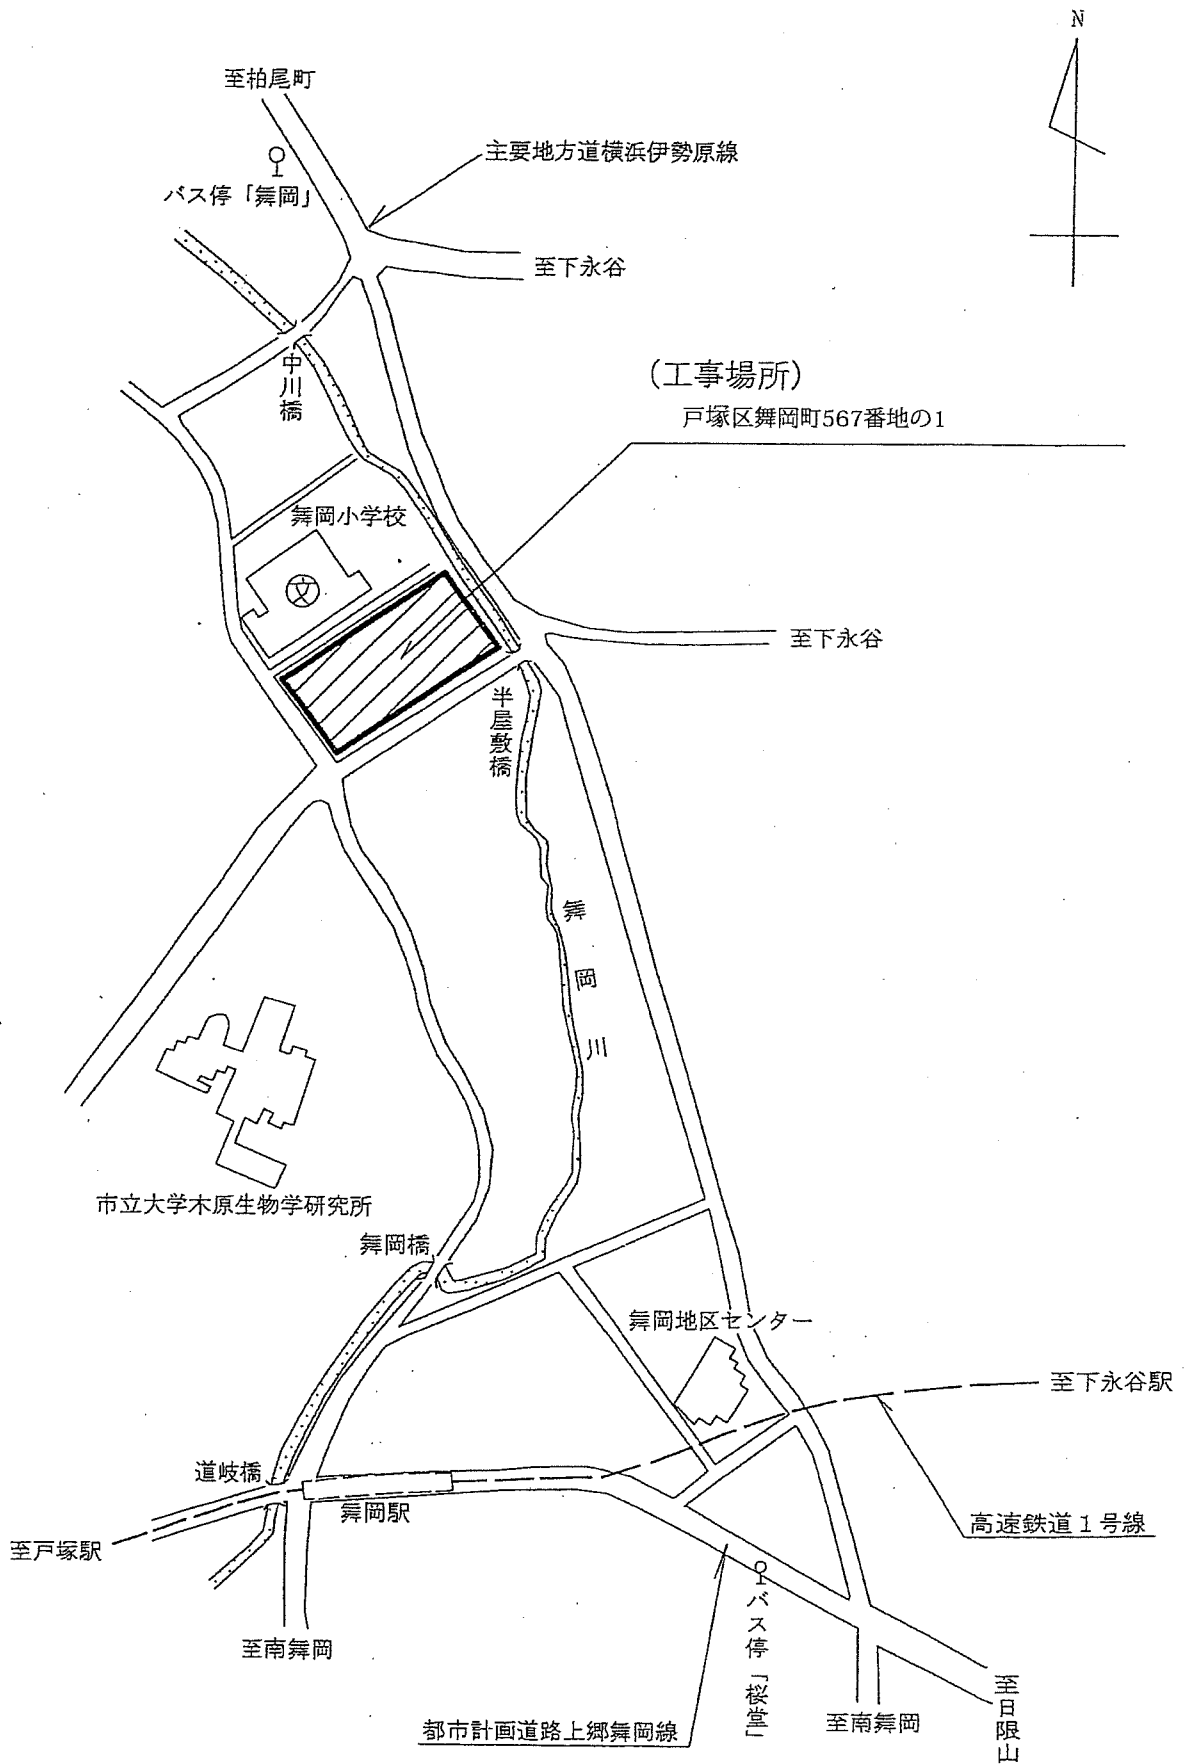 N
至柏尾町
主要地方道横浜伊勢原線
バス停「舞岡」
至下永谷
中川橋
(工事場所)
戸塚区舞岡町567番地の1
舞岡小学校
文
至下永谷
半屋敷橋
舞岡川
市立大学木原生物学研究所
舞岡橋
舞岡地区センター
至下永谷駅
道岐橋
舞岡駅
高速鉄道1号線
至戸塚駅
バス停「桜堂」
至南舞岡
至日限山
至南舞岡
都市計画道路上郷舞岡線